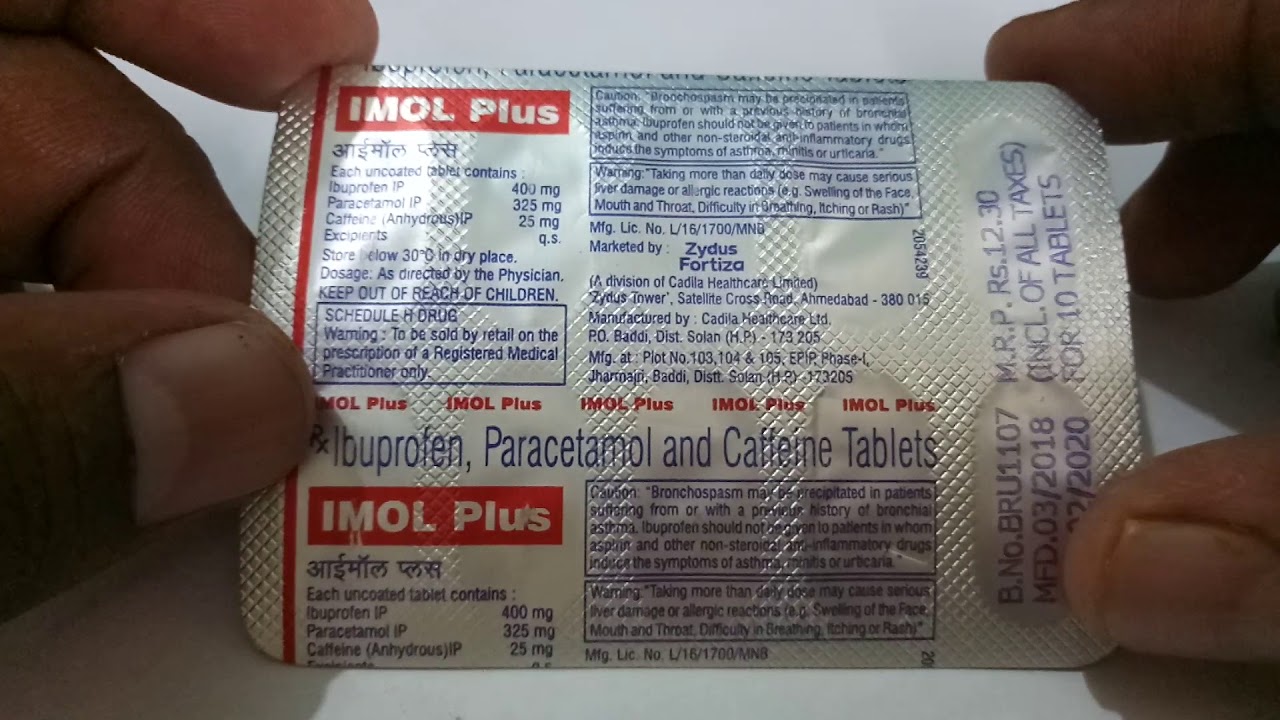 Ibuprofen, Paracetamol and Caffeine Tablets
IMOL Plus
आईमॉल प्लस
Each uncoated tablet contains :
Ibuprofen IP 400 mg
Paracetamol IP 325 mg
Caffeine (Anhydrous)IP 25 mg
Excipients q.s.
Store below 30°C in dry place.
Dosage: As directed by the Physician.
KEEP OUT OF REACH OF CHILDREN.
SCHEDULE H DRUG
Warning : To be sold by retail on the
prescription of a Registered Medical
Practitioner only.
Caution: "Bronchospasm may be precipitated in patients
suffering from or with a previous history of bronchial
asthma. Ibuprofen should not be given to patients in whom
aspirin and other non-steroidal anti-inflammatory drugs
induce the symptoms of asthma, rhinitis or urticaria."
Warning:"Taking more than daily dose may cause serious
liver damage or allergic reactions (e.g. Swelling of the Face,
Mouth and Throat, Difficulty in Breathing, Itching or Rash)"
Mfg. Lic. No. L/16/1700/MNB
Marketed by : Zydus
Fortiza
(A division of Cadila Healthcare Limited)
'Zydus Tower', Satellite Cross Road, Ahmedabad - 380 015
Manufactured by : Cadila Healthcare Ltd.
P.O. Baddi, Dist. Solan (H.P.) - 173 205
Mfg. at : Plot No.103,104 & 105, EPIP, Phase-I,
Jharmajri, Baddi, Distt. Solan (H.P.) -173205
2054239
IMOL Plus IMOL Plus IMOL Plus IMOL Plus IMOL Plus
Rx Ibuprofen, Paracetamol and Caffeine Tablets
IMOL Plus
आईमॉल प्लस
Each uncoated tablet contains :
Ibuprofen IP 400 mg
Paracetamol IP 325 mg
Caffeine (Anhydrous)IP 25 mg
Excipients q.s.
Caution: "Bronchospasm may be precipitated in patients
suffering from or with a previous history of bronchial
asthma. Ibuprofen should not be given to patients in whom
aspirin and other non-steroidal anti-inflammatory drugs
induce the symptoms of asthma, rhinitis or urticaria."
Warning:"Taking more than daily dose may cause serious
liver damage or allergic reactions (e.g. Swelling of the Face,
Mouth and Throat, Difficulty in Breathing, Itching or Rash)"
Mfg. Lic. No. L/16/1700/MNB
20
B.No.BRU1107 M.R.P. Rs.12.30
MFD.03/2018 (INCL.OF ALL TAXES)
02/2020 FOR 10 TABLETS